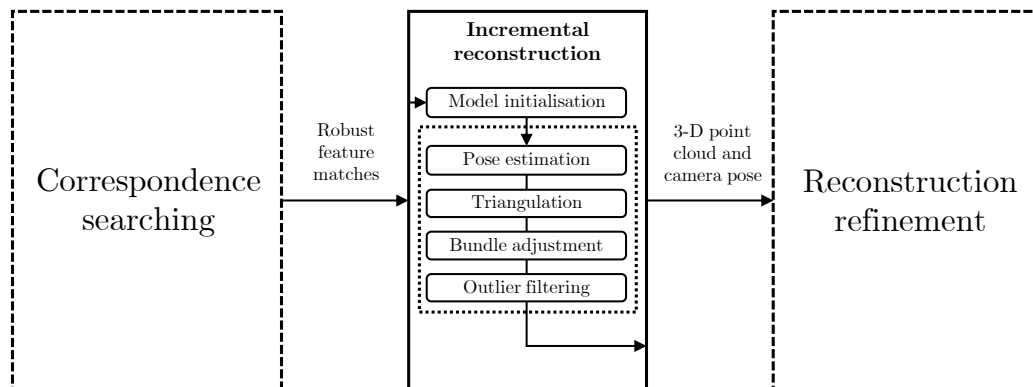 Correspondence
searching
Robust
feature
matches
Incremental
reconstruction
Model initialisation
Pose estimation
Triangulation
Bundle adjustment
Outlier filtering
3-D point
cloud and
camera pose
Reconstruction
refinement